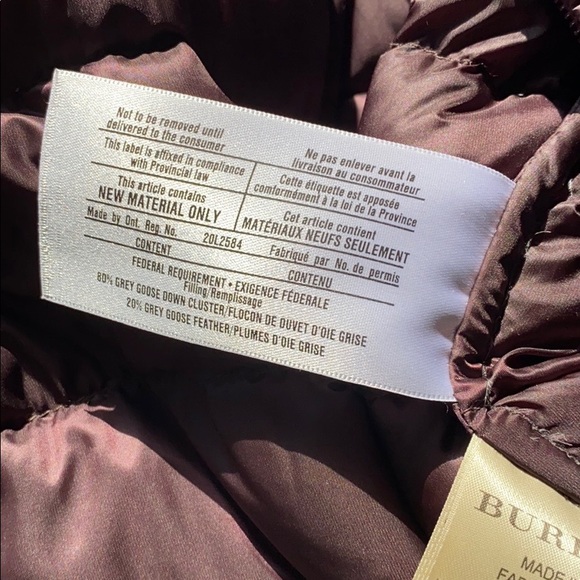 Not to be removed until
delivered to the consumer
Ne pas enlever avant la
livraison au consommateur
This label is affixed in compliance
with Provincial law
Cette étiquette est apposée
conformément à la loi de la Province
This article contains
NEW MATERIAL ONLY
Cet article contient
MATÉRIAUX NEUFS SEULEMENT
Made by Ont. Reg. No. 20L2584 Fabriqué par No. de permis
CONTENT CONTENU
FEDERAL REQUIREMENT • EXIGENCE FÉDÉRALE
Filling/Remplissage
80% GREY GOOSE DOWN CLUSTER/FLOCON DE DUVET D'OIE GRISE
20% GREY GOOSE FEATHER/PLUMES D'OIE GRISE
MADE